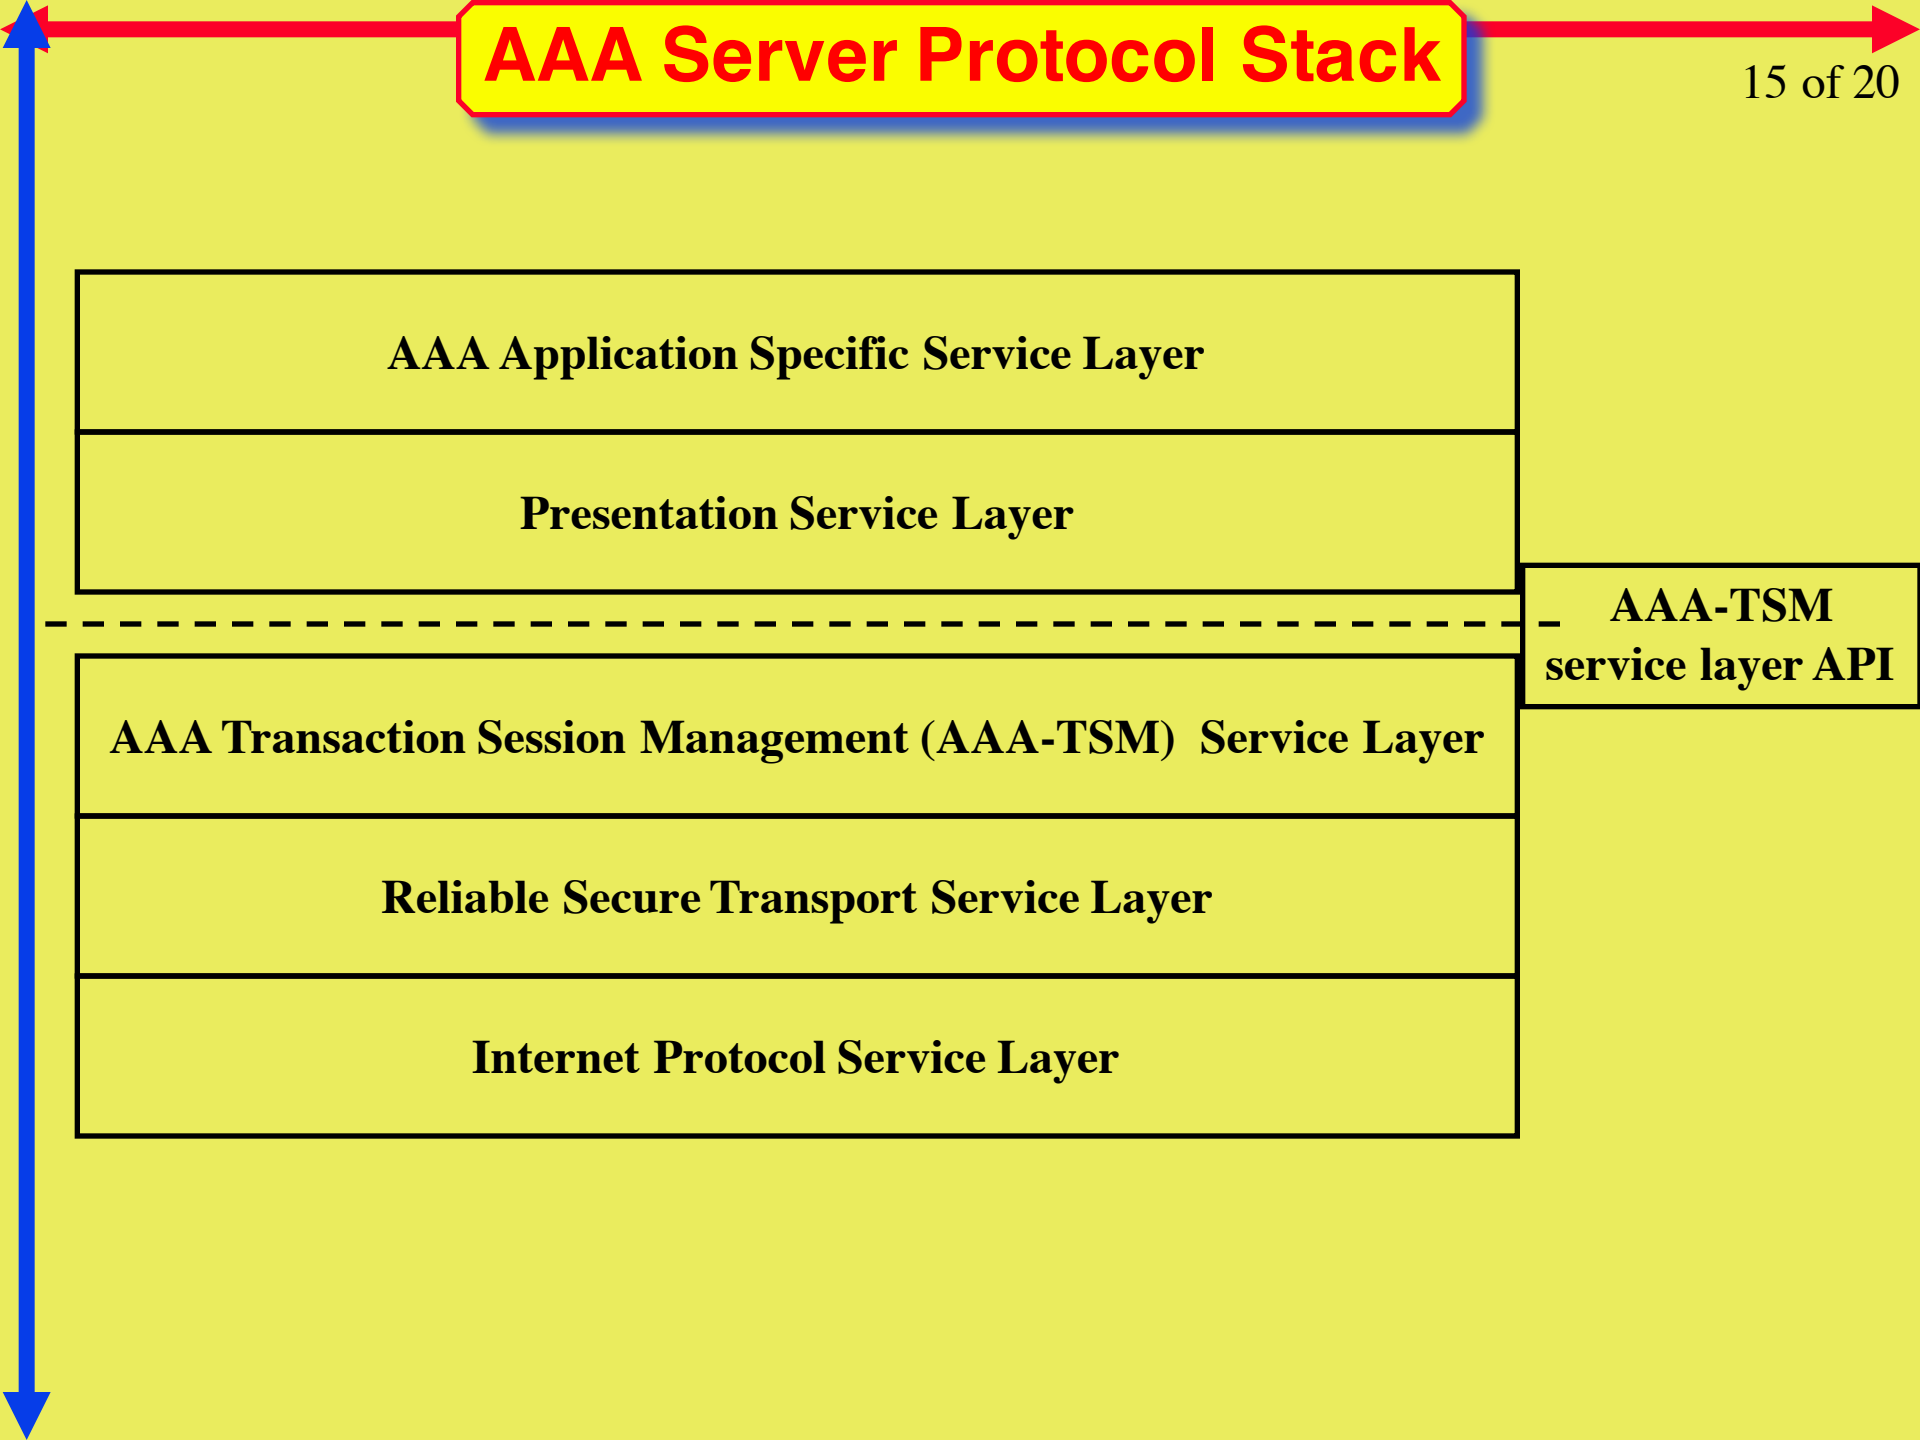 AAA Server Protocol Stack
15 of 20
AAA Application Specific Service Layer
Presentation Service Layer
AAA-TSM
service layer API
AAA Transaction Session Management (AAA-TSM)  Service Layer
Reliable Secure Transport Service Layer
Internet Protocol Service Layer